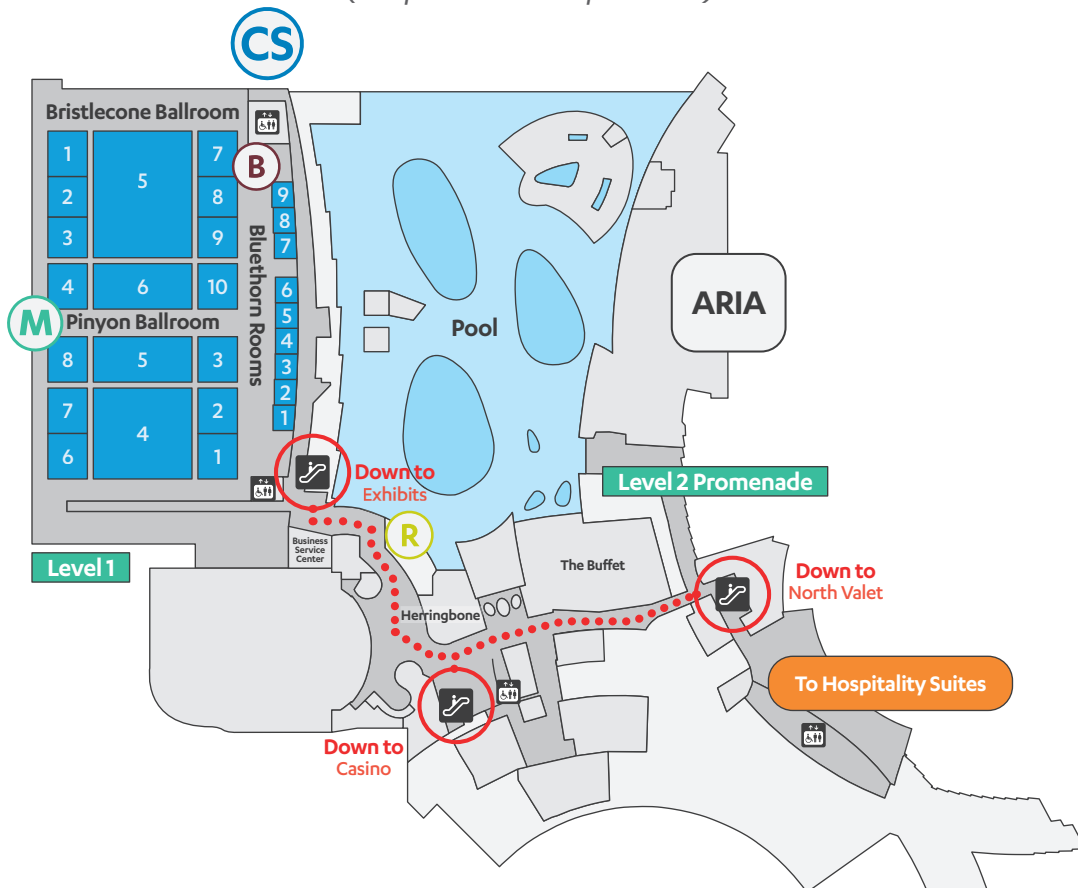 CS
Bristlecone Ballroom
1
5
7
B
2
8
9
8
3
9
7
Bluethorn Rooms
4
6
10
6
5
4
3
2
1
M
Pinyon Ballroom
8
5
3
7
4
2
6
1
Pool
ARIA
Down to
Exhibits
R
Level 2 Promenade
Business
Service
Center
Level 1
The Buffet
Down to
North Valet
Herringbone
To Hospitality Suites
Down to
Casino